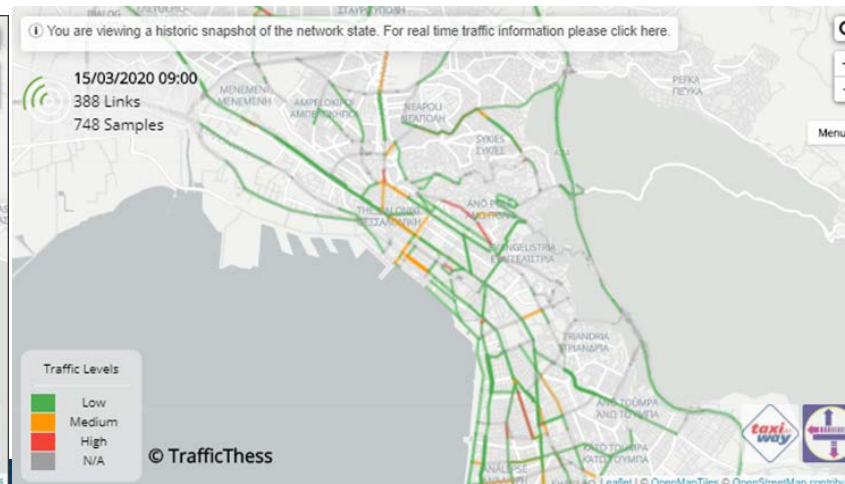 You are viewing a historic snapshot of the network state. For real time traffic information please click here.
15/03/2020 09:00
388 Links
748 Samples
MENEMENI
ΜΕΝΕΜΕΝΗ
AMPELOKIPOI
NEAPOLI
ΝΕΑΠΟΛΗ
SYKIES
ΣΥΚΙΕΣ
PEFKA
ΠΕΥΚΑ
Menu
THESSALONIKI
ΘΕΣΣΑΛΟΝΙΚΗ
ANO POLI
EVANGELISTRIA
ΕΥΑΓΓΕΛΙΣΤΡΙΑ
TRIANDRIA
ΤΡΙΑΝΔΡΙΑ
ANO TOUMPA
ΑΝΩ ΤΟΥΜΠΑ
KATO TOUMPA
ΚΑΤΩ ΤΟΥΜΠΑ
Traffic Levels
Low
Medium
High
N/A
© TrafficThess
taxi
way
Leaflet | © OpenMapTiles © OpenStreetMap